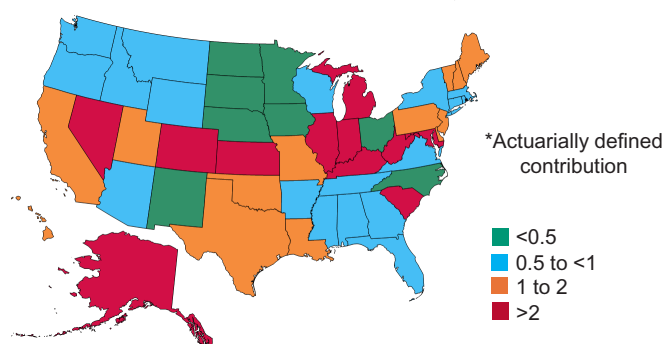 *Actuarially defined
contribution
<0.5
0.5 to <1
1 to 2
>2